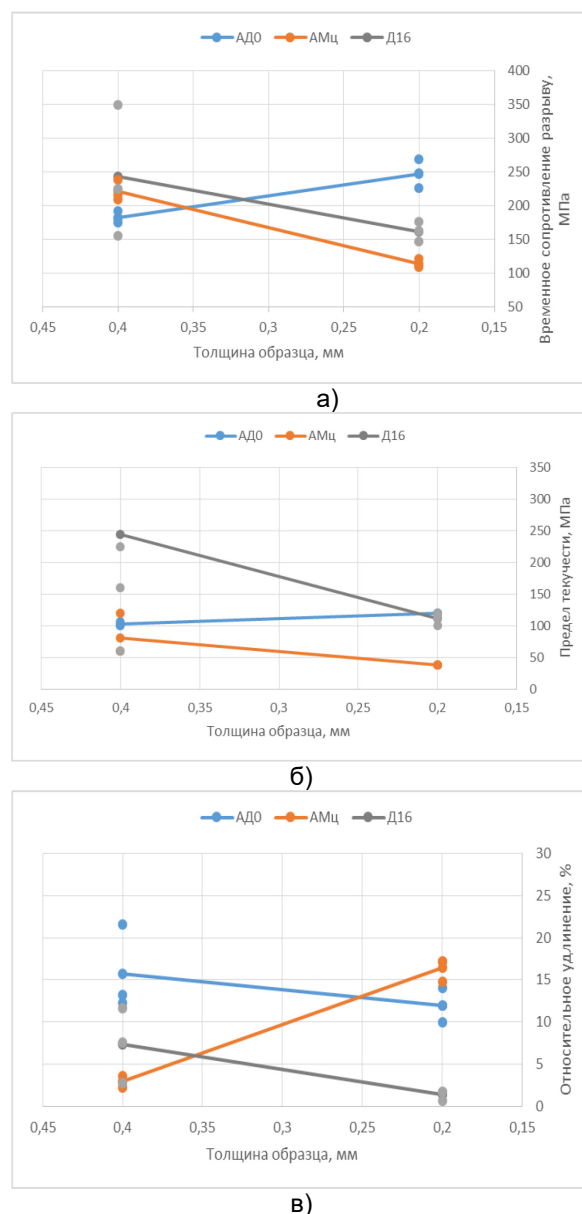 АД0 АМц Д16
400
350
300
250
200
150
100
50
Временное сопротивление разрыву,
МПа
0,45 0,4 0,35 0,3 0,25 0,2 0,15
Толщина образца, мм
а)
АД0 АМц Д16
350
300
250
200
150
100
50
0
Предел текучести, МПа
0,45 0,4 0,35 0,3 0,25 0,2 0,15
Толщина образца, мм
б)
АД0 АМц Д16
30
25
20
15
10
5
0
Относительное удлинение, %
0,45 0,4 0,35 0,3 0,25 0,2 0,15
Толщина образца, мм
в)